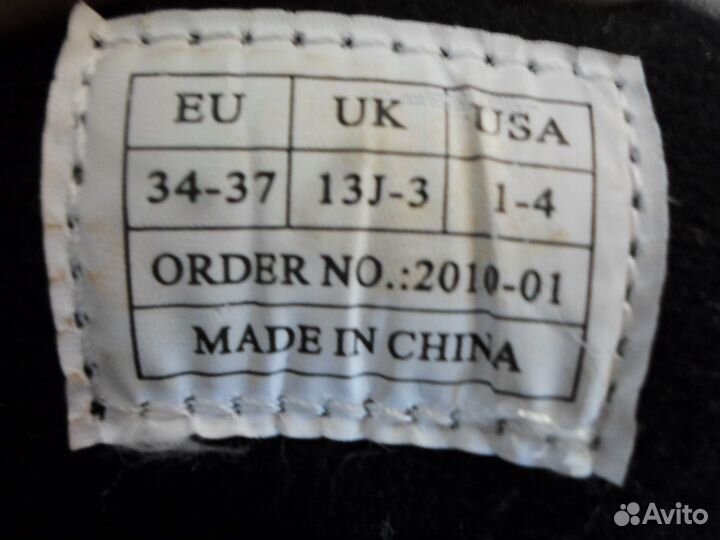 EU UK USA
34-37 13J-3 1-4
ORDER NO.:2010-01
MADE IN CHINA
Avito